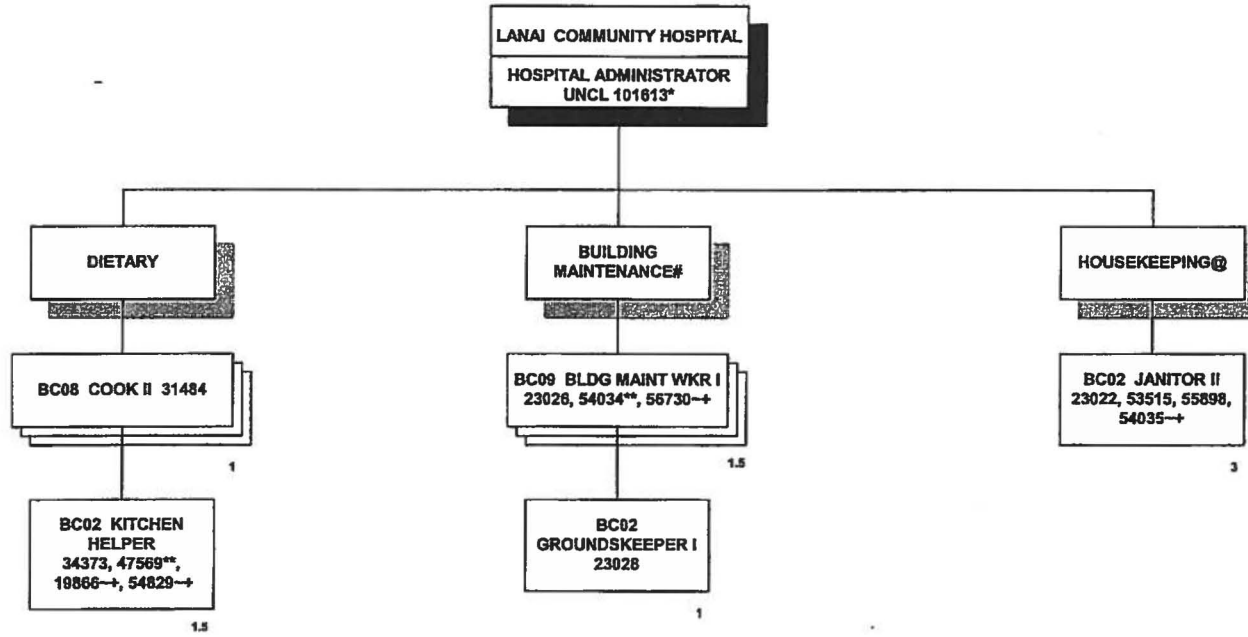 LANAI COMMUNITY HOSPITAL
HOSPITAL ADMINISTRATOR
UNCL 101613*
DIETARY
BUILDING
MAINTENANCE#
HOUSEKEEPING@
BC08 COOK II 31484
1
BC09 BLDG MAINT WKR I
23026, 54034**, 56730~+
1.5
BC02 JANITOR II
23022, 53515, 55898,
54035~+
3
BC02 KITCHEN
HELPER
34373, 47569**,
19866~+, 54829~+
1.5
BC02
GROUNDSKEEPER I
23028
1